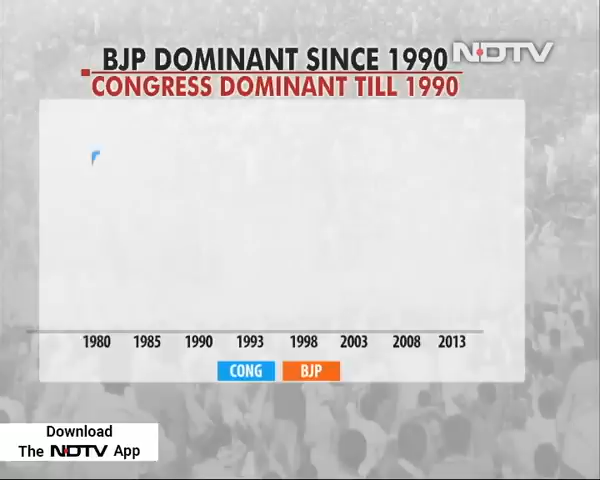 BJP DOMINANT SINCE 1990
NDTV
CONGRESS DOMINANT TILL 1990
1980 1985 1990 1993 1998 2003 2008 2013
CONG BJP
Download
The NDTV App